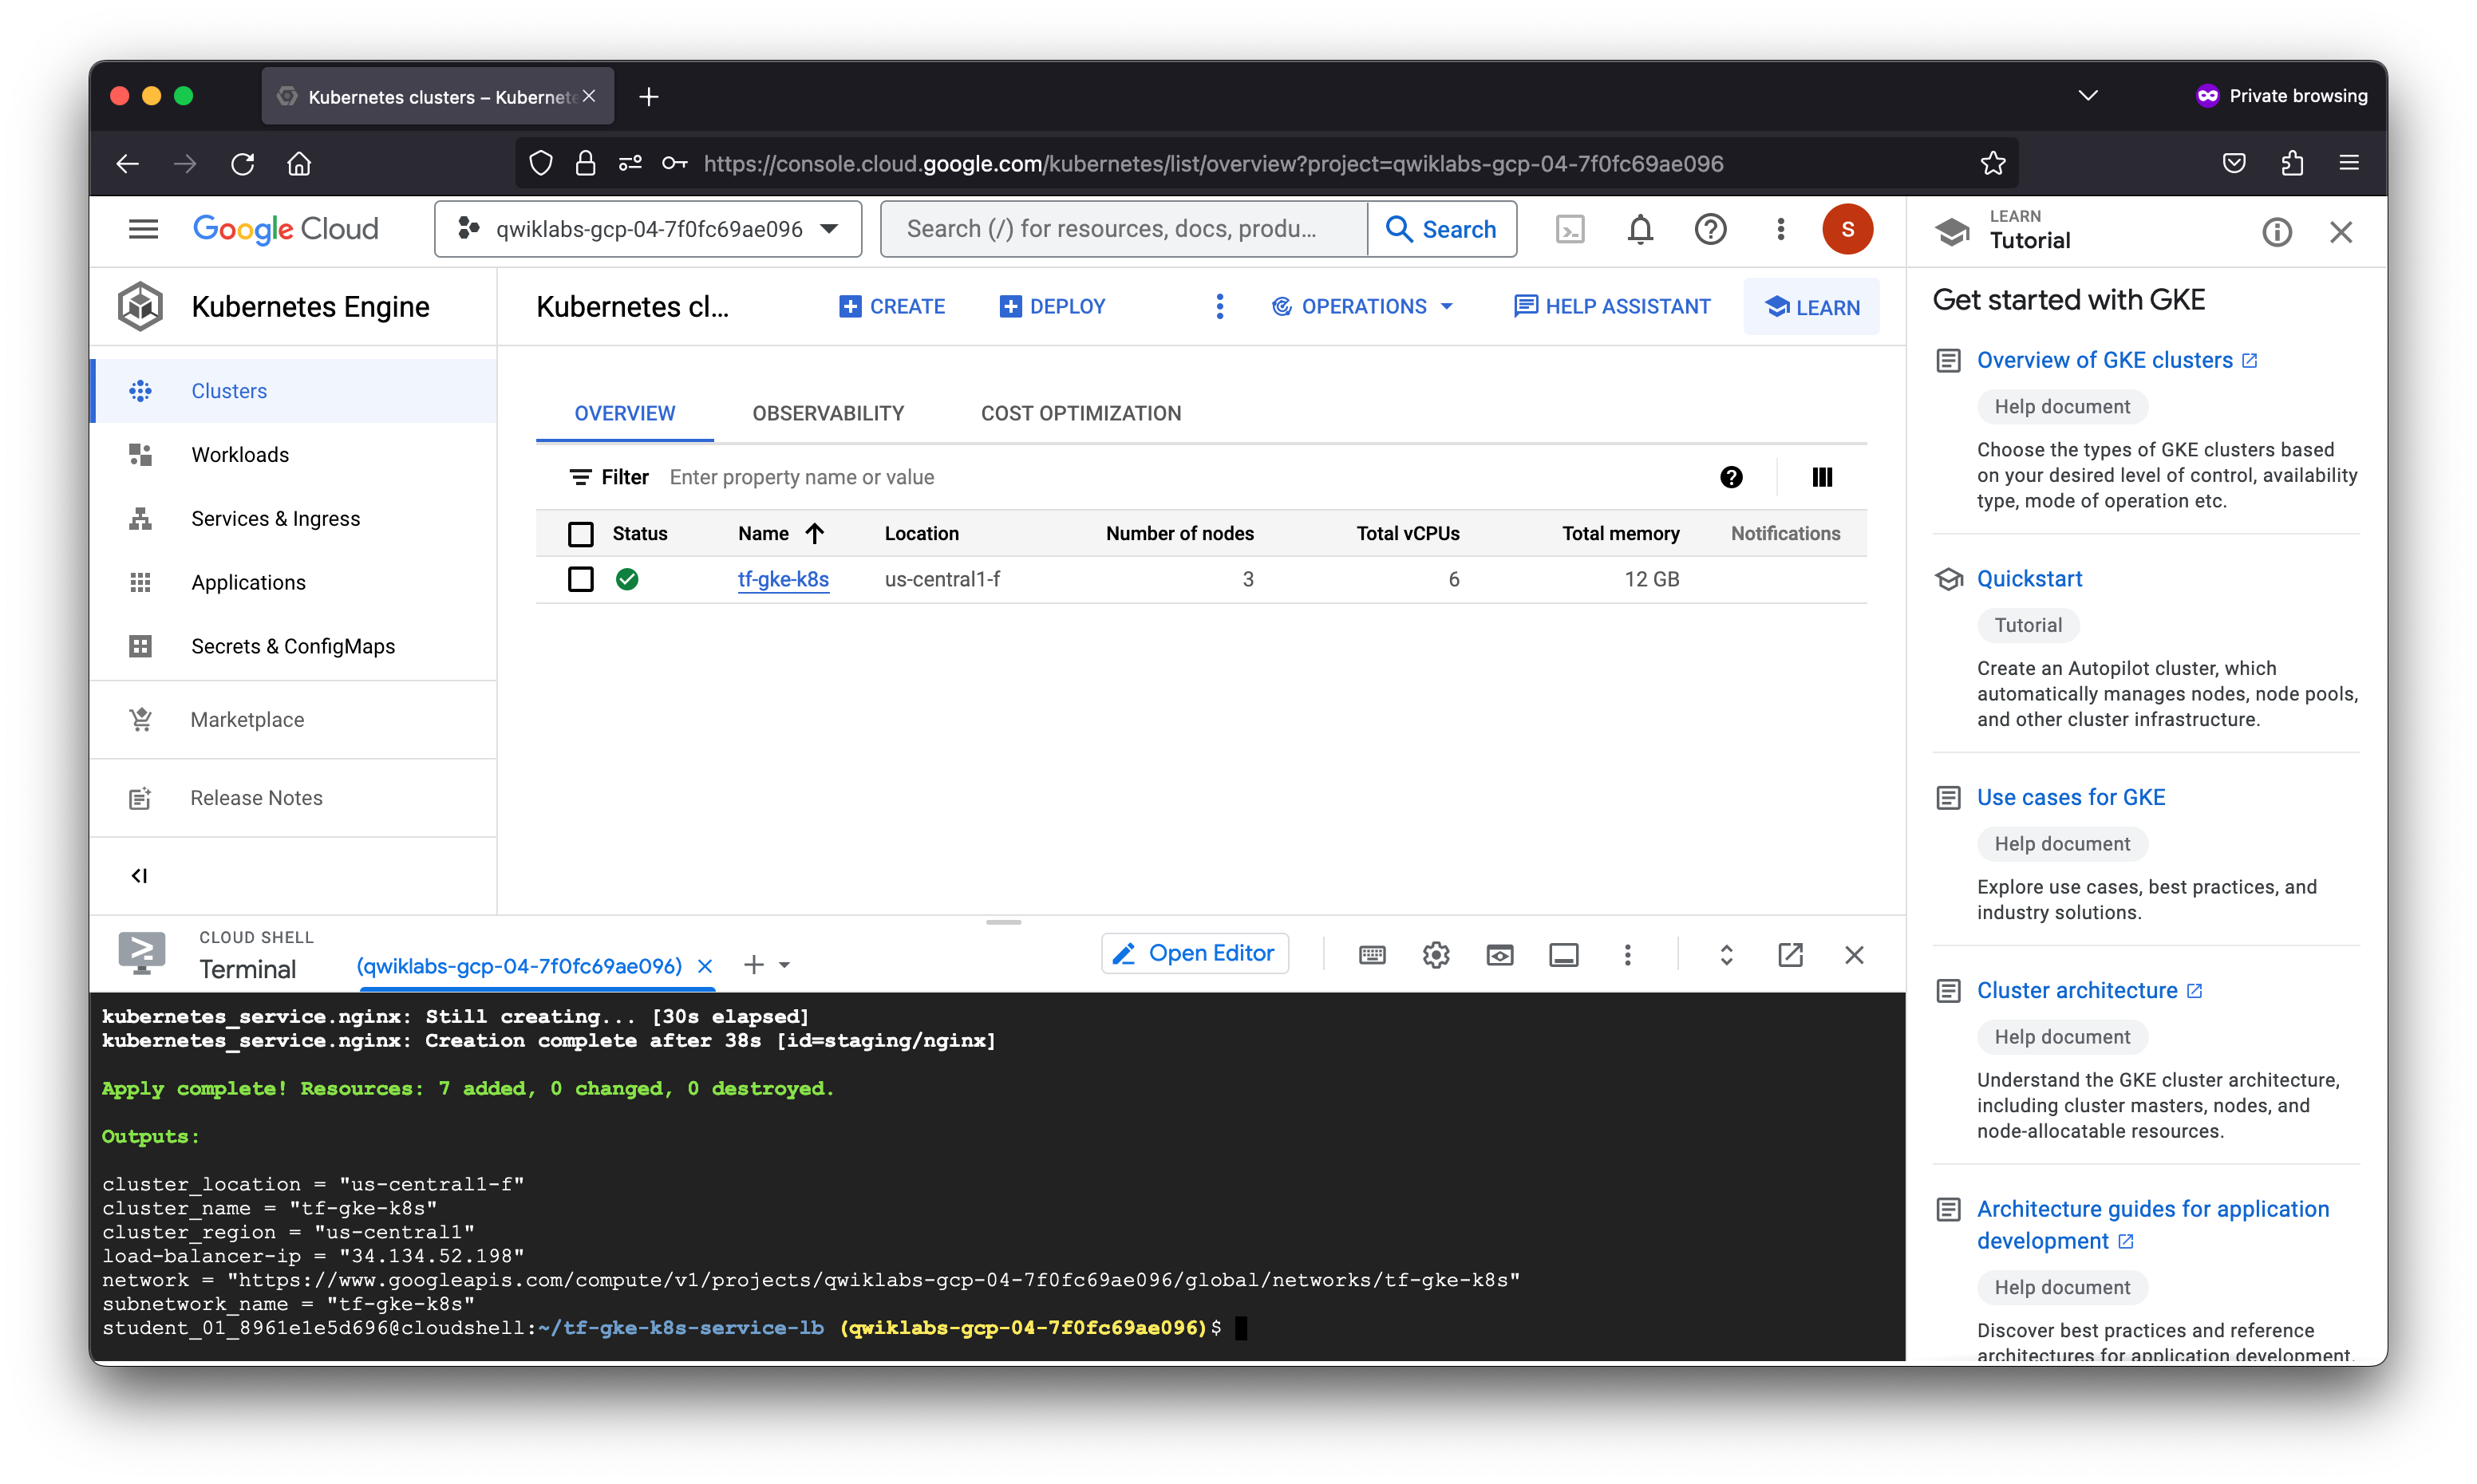 Kubernetes clusters – Kubernete
Private browsing
https://console.cloud.google.com/kubernetes/list/overview?project=qwiklabs-gcp-04-7f0fc69ae096
Google Cloud
qwiklabs-gcp-04-7f0fc69ae096
Search (/) for resources, docs, produ...
Search
S
LEARN
Tutorial
Kubernetes Engine
Clusters
Workloads
Services & Ingress
Applications
Secrets & ConfigMaps
Marketplace
Release Notes
Kubernetes cl...
CREATE
DEPLOY
OPERATIONS
HELP ASSISTANT
LEARN
OVERVIEW
OBSERVABILITY
COST OPTIMIZATION
Filter Enter property name or value
Status Name Location Number of nodes Total vCPUs Total memory Notifications
tf-gke-k8s us-central1-f 3 6 12 GB
Get started with GKE
Overview of GKE clusters
Help document
Choose the types of GKE clusters based
on your desired level of control, availability
type, mode of operation etc.
Quickstart
Tutorial
Create an Autopilot cluster, which
automatically manages nodes, node pools,
and other cluster infrastructure.
Use cases for GKE
Help document
Explore use cases, best practices, and
industry solutions.
Cluster architecture
Help document
Understand the GKE cluster architecture,
including cluster masters, nodes, and
node-allocatable resources.
Architecture guides for application
development
Help document
Discover best practices and reference
architectures for application development.
CLOUD SHELL
Terminal
(qwiklabs-gcp-04-7f0fc69ae096)
Open Editor
kubernetes_service.nginx: Still creating... [30s elapsed]
kubernetes_service.nginx: Creation complete after 38s [id=staging/nginx]
Apply complete! Resources: 7 added, 0 changed, 0 destroyed.
Outputs:
cluster_location = "us-central1-f"
cluster_name = "tf-gke-k8s"
cluster_region = "us-central1"
load-balancer-ip = "34.134.52.198"
network = "https://www.googleapis.com/compute/v1/projects/qwiklabs-gcp-04-7f0fc69ae096/global/networks/tf-gke-k8s"
subnetwork_name = "tf-gke-k8s"
student_01_8961e1e5d696@cloudshell:~/tf-gke-k8s-service-lb (qwiklabs-gcp-04-7f0fc69ae096)$